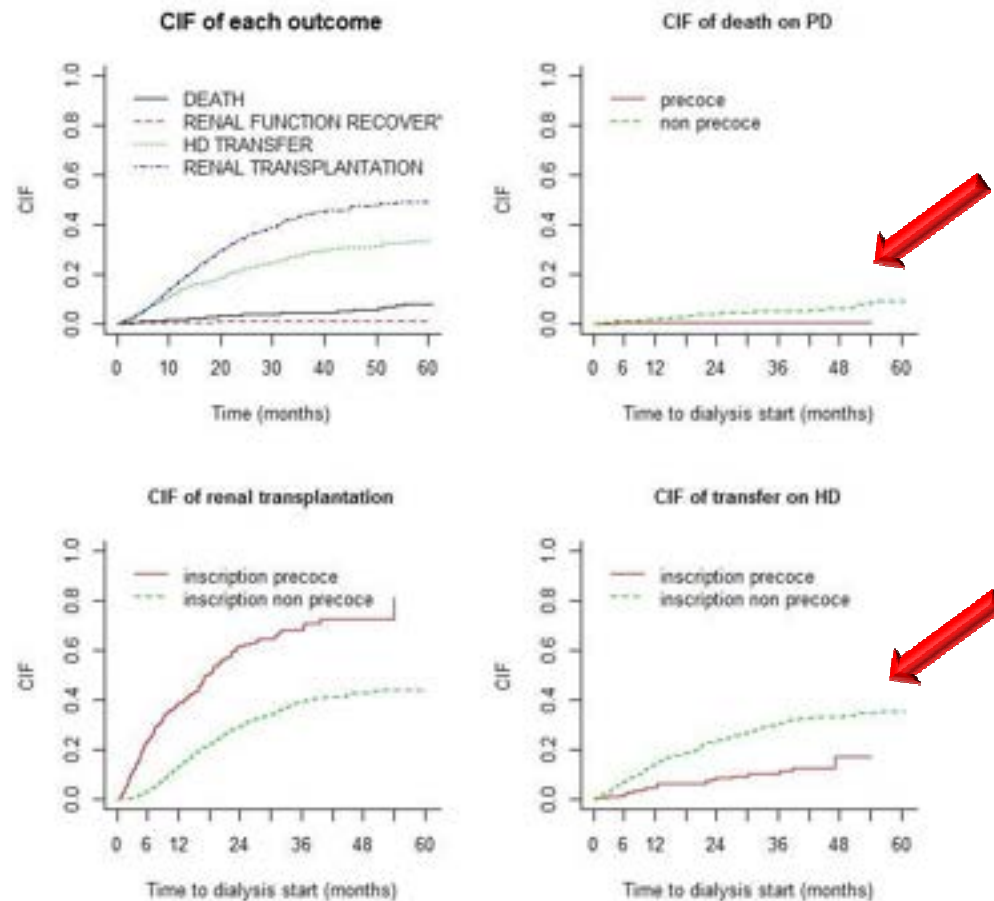 CIF of each outcome
1.0
0.8
0.6
0.4
0.2
0.0
CIF
DEATH
RENAL FUNCTION RECOVER"
HD TRANSFER
RENAL TRANSPLANTATION
0 10 20 30 40 50 60
Time (months)
CIF of death on PD
1.0
0.8
0.6
0.4
0.2
0.0
CIF
precoce
non precoce
0 6 12 24 36 48 60
Time to dialysis start (months)
CIF of renal transplantation
1.0
0.8
0.6
0.4
0.2
0.0
CIF
inscription precoce
inscription non precoce
0 6 12 24 36 48 60
Time to dialysis start (months)
CIF of transfer on HD
1.0
0.8
0.6
0.4
0.2
0.0
CIF
inscription precoce
inscription non precoce
0 6 12 24 36 48 60
Time to dialysis start (months)